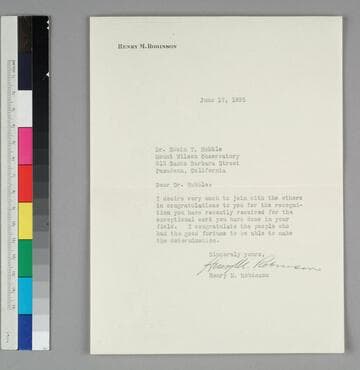 HENRY M. ROBINSON
June 17, 1935
Dr. Edwin T. Hubble
Mount Wilson Observatory
813 Santa Barbara Street
Pasadena, California
Dear Dr. Hubble:
I desire very much to join with the others
in congratulations to you for the recogni-
tion you have recently received for the
exceptional work you have done in your
field. I congratulate the people who
had the good fortune to be able to make
the determination.
Sincerely yours,
Henry M Robinson
Henry M. Robinson